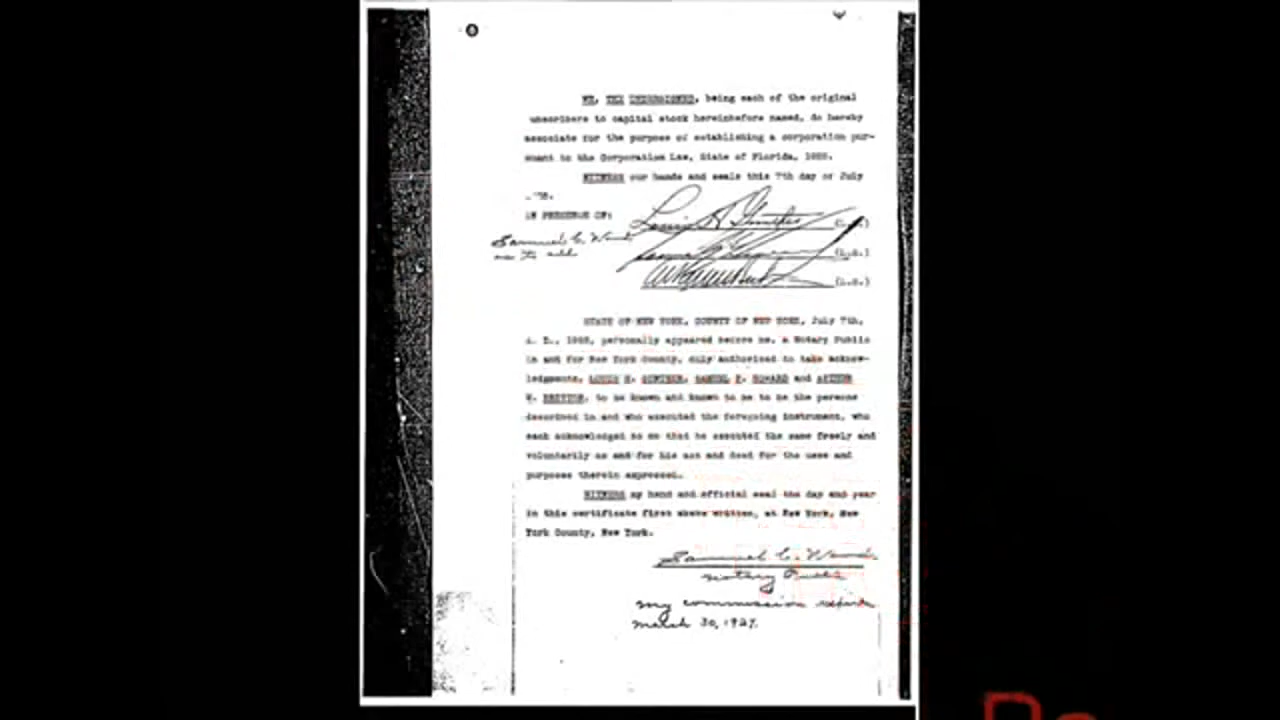 WE, THE UNDERSIGNED, being each of the original
subscribers to capital stock hereinbefore named, do hereby
associate for the purpose of establishing a corporation pur-
suant to the Corporation Law, State of Florida, 1925.
WITNESS our hands and seals this 7th day of July
IN PRESENCE OF:
Samuel C. Wood
as to all
(L.S.)
(L.S.)
(L.S.)
STATE OF NEW YORK, COUNTY OF NEW YORK, July 7th,
A. D., 1925, personally appeared before me, a Notary Public
in and for New York County, duly authorized to take acknow-
ledgments, LOUIS H. GUNTHER, SAMUEL F. HOWARD and ARTHUR
W. BRITTON, to be known and known to me to be the persons
described in and who executed the foregoing instrument, who
each acknowledged to me that he executed the same freely and
voluntarily as and for his act and deed for the uses and
purposes therein expressed.
WITNESS my hand and official seal the day and year
in this certificate first above written, at New York, New
York County, New York.
Samuel C. Wood
Notary Public
My commission expires
March 30, 1927.